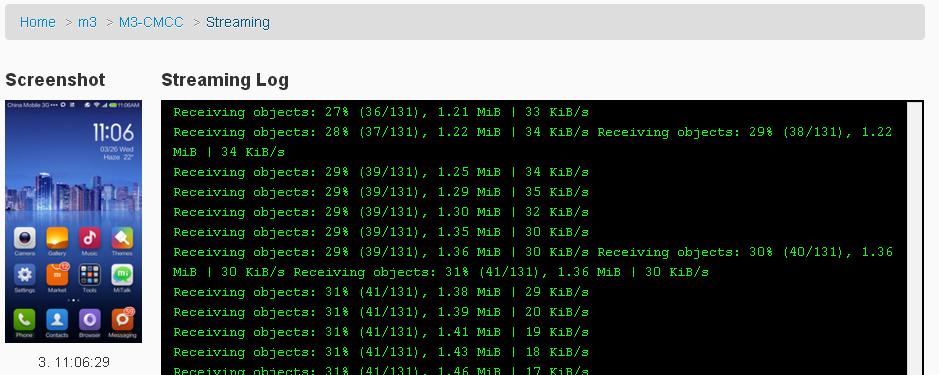 Home > m3 > M3-CMCC > Streaming
Screenshot
Streaming Log
China Mobile 3G
11:06AM
11:06
03/26 Wed
Haze 22°
Camera Gallery Music Themes
Settings Market Tools MiTalk
Phone Contacts Browser Messaging
3. 11:06:29
Receiving objects: 27% (36/131), 1.21 MiB | 33 KiB/s
Receiving objects: 28% (37/131), 1.22 MiB | 34 KiB/s Receiving objects: 29% (38/131), 1.22
MiB | 34 KiB/s
Receiving objects: 29% (39/131), 1.25 MiB | 34 KiB/s
Receiving objects: 29% (39/131), 1.29 MiB | 35 KiB/s
Receiving objects: 29% (39/131), 1.30 MiB | 32 KiB/s
Receiving objects: 29% (39/131), 1.35 MiB | 30 KiB/s
Receiving objects: 29% (39/131), 1.36 MiB | 30 KiB/s Receiving objects: 30% (40/131), 1.36
MiB | 30 KiB/s Receiving objects: 31% (41/131), 1.36 MiB | 30 KiB/s
Receiving objects: 31% (41/131), 1.38 MiB | 29 KiB/s
Receiving objects: 31% (41/131), 1.39 MiB | 20 KiB/s
Receiving objects: 31% (41/131), 1.41 MiB | 19 KiB/s
Receiving objects: 31% (41/131), 1.43 MiB | 18 KiB/s
Receiving objects: 31% (41/131), 1.46 MiB | 17 KiB/s